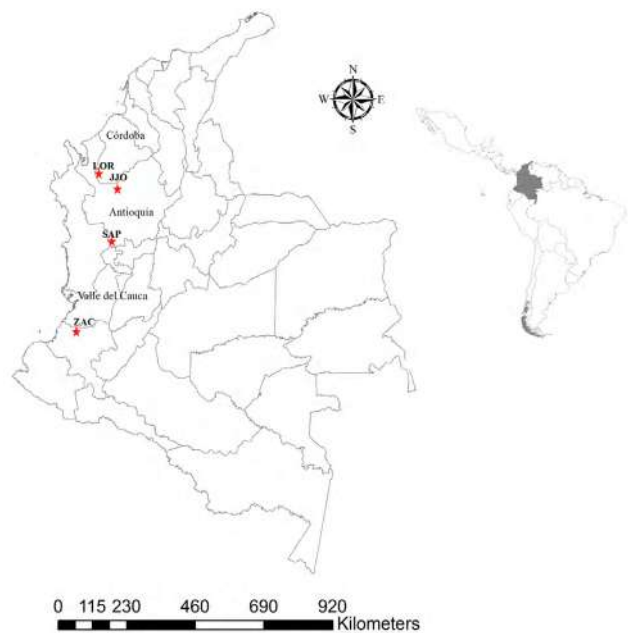 N
W E
S
Córdoba
LOR
JJO
Antioquia
SAP
Valle del Cauca
ZAC
0 115 230 460 690 920
Kilometers